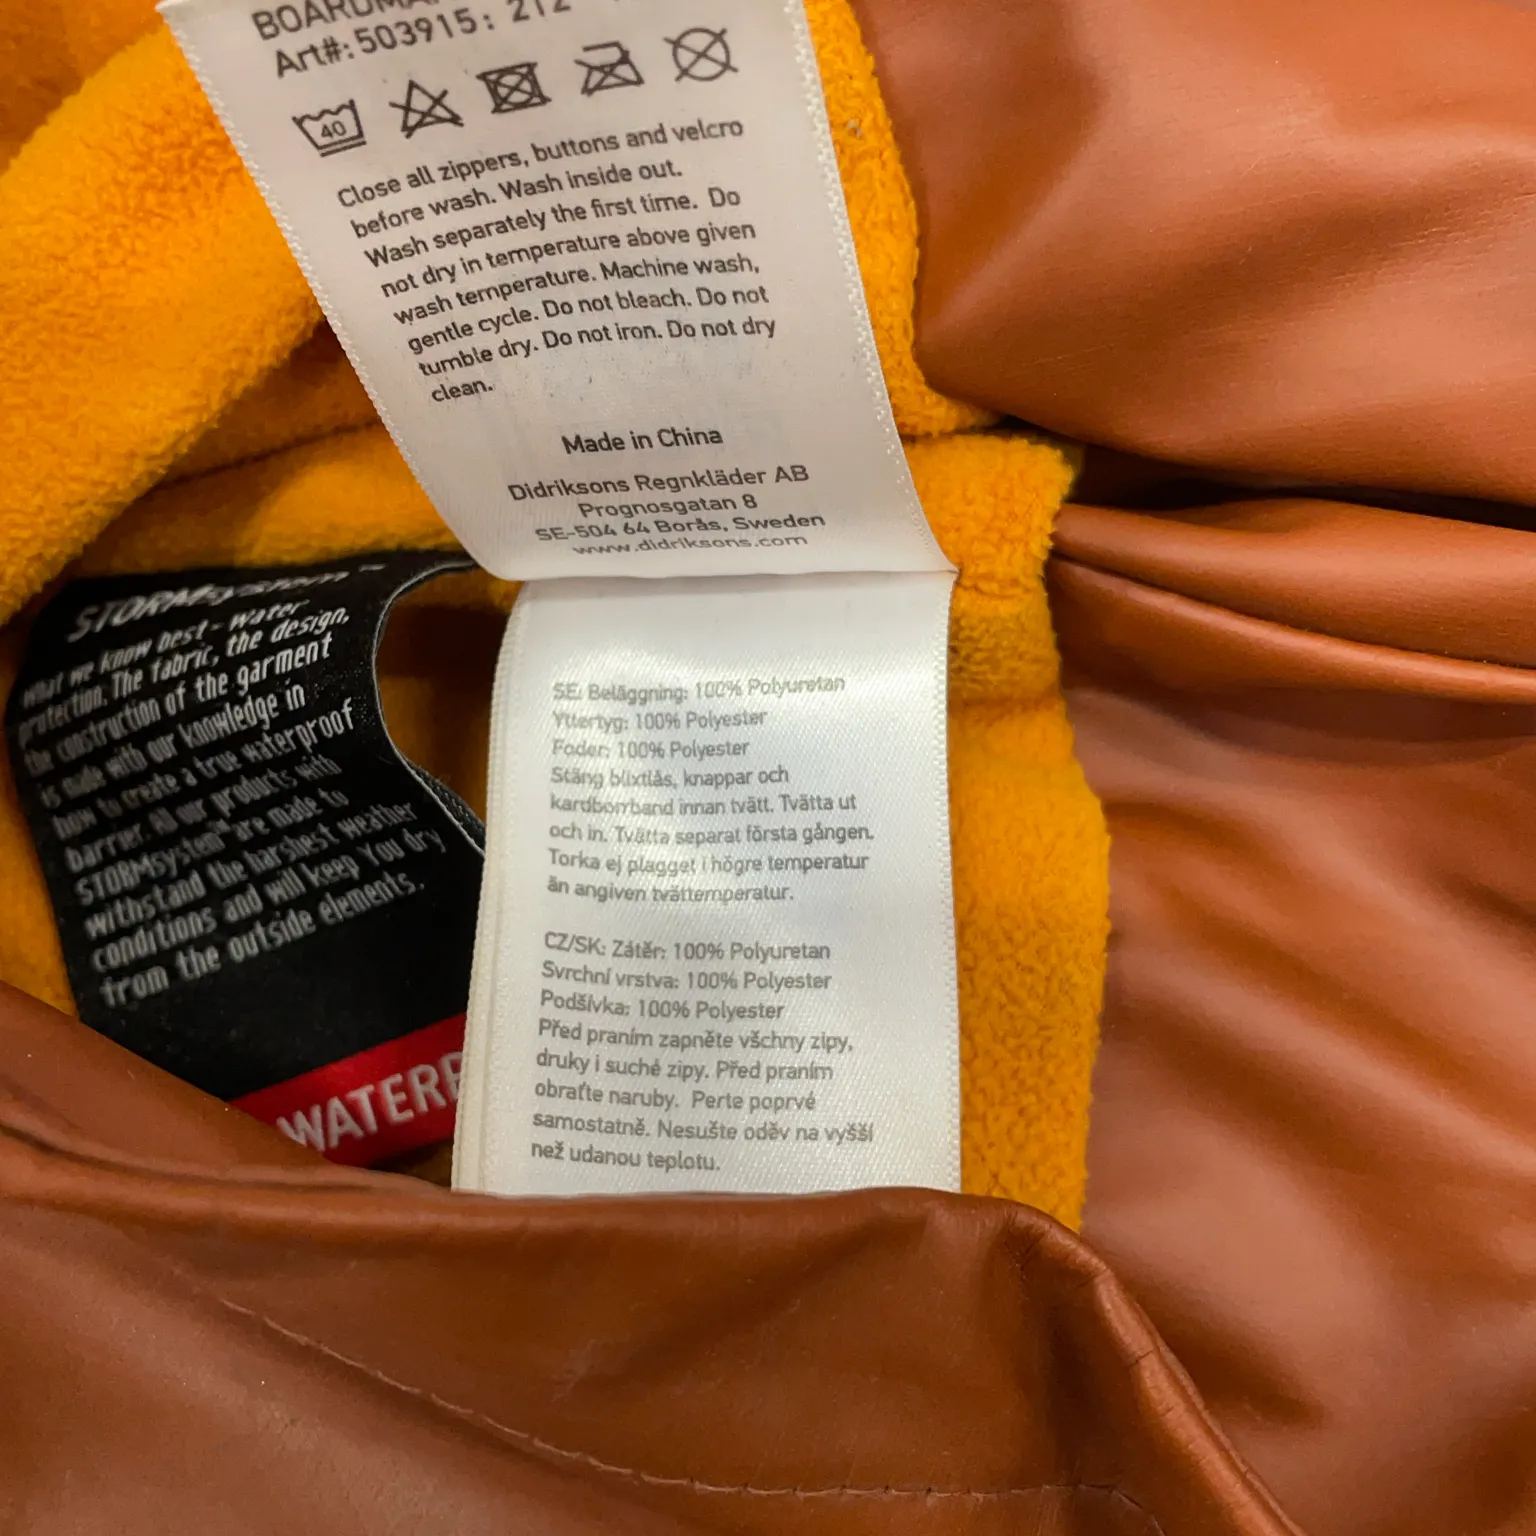 Art#: 503915: 212
40
Close all zippers, buttons and velcro
before wash. Wash inside out.
Wash separately the first time. Do
not dry in temperature above given
wash temperature. Machine wash,
gentle cycle. Do not bleach. Do not
tumble dry. Do not iron. Do not dry
clean.
Made in China
Didriksons Regnkläder AB
Prognosgatan 8
SE-504 64 Borås, Sweden
www.didriksons.com
STORMsystem™
What we know best - water
protection. The fabric, the design,
the construction of the garment
is made with our knowledge in
how to create a true waterproof
barrier. All our products with
STORMsystem™ are made to
withstand the harshest weather
conditions and will keep You dry
from the outside elements.
WATERP
SE: Beläggning: 100% Polyuretan
Yttertyg: 100% Polyester
Foder: 100% Polyester
Stäng blixtlås, knappar och
kardborrband innan tvätt. Tvätta ut
och in. Tvätta separat första gången.
Torka ej plagget i högre temperatur
än angiven tvättemperatur.
CZ/SK: Zátěr: 100% Polyuretan
Svrchní vrstva: 100% Polyester
Podšívka: 100% Polyester
Před praním zapněte všchny zipy,
druky i suché zipy. Před praním
obraťte naruby. Perte poprvé
samostatně. Nesušte oděv na vyšší
než udanou teplotu.